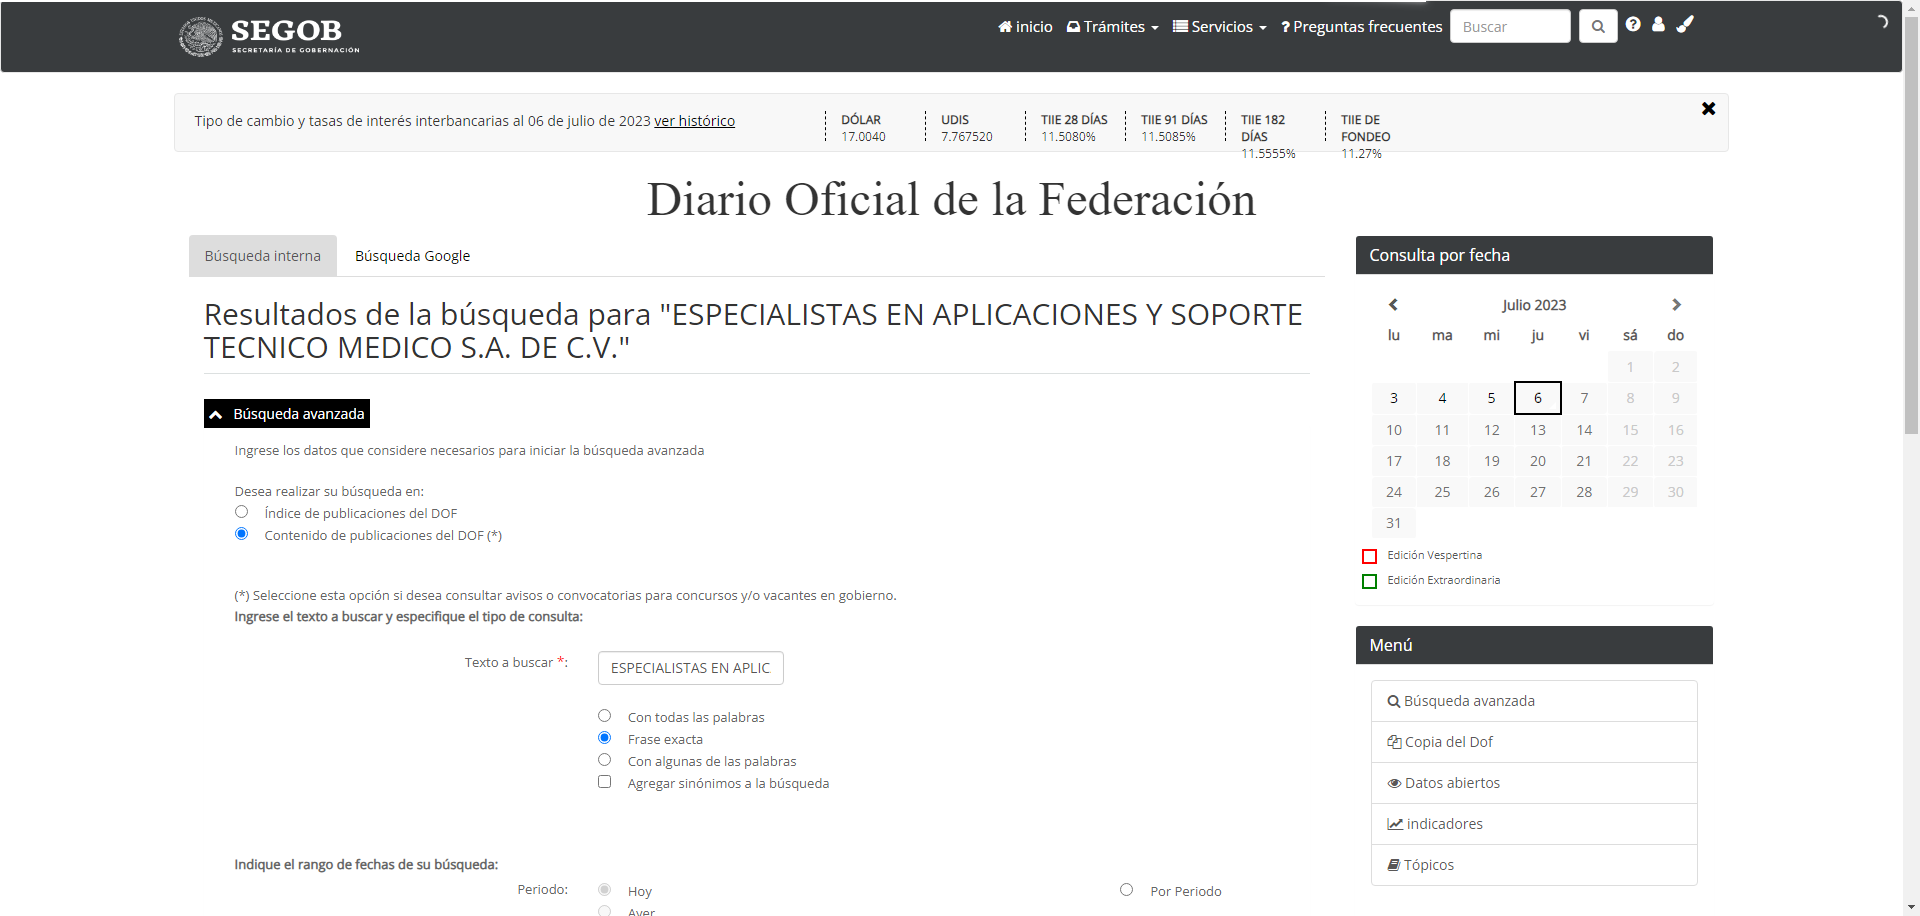 SEGOB
SECRETARÍA DE GOBERNACIÓN
inicio
Trámites
Servicios
? Preguntas frecuentes
Buscar
Tipo de cambio y tasas de interés interbancarias al 06 de julio de 2023 ver histórico
DÓLAR
17.0040
UDIS
7.767520
TIIE 28 DÍAS
11.5080%
TIIE 91 DÍAS
11.5085%
TIIE 182
DÍAS
11.5555%
TIIE DE
FONDEO
11.27%
Diario Oficial de la Federación
Búsqueda interna
Búsqueda Google
Resultados de la búsqueda para "ESPECIALISTAS EN APLICACIONES Y SOPORTE
TECNICO MEDICO S.A. DE C.V."
Búsqueda avanzada
Ingrese los datos que considere necesarios para iniciar la búsqueda avanzada
Desea realizar su búsqueda en:
Índice de publicaciones del DOF
Contenido de publicaciones del DOF (*)
(*) Seleccione esta opción si desea consultar avisos o convocatorias para concursos y/o vacantes en gobierno.
Ingrese el texto a buscar y especifique el tipo de consulta:
Texto a buscar *:
ESPECIALISTAS EN APLIC
Con todas las palabras
Frase exacta
Con algunas de las palabras
Agregar sinónimos a la búsqueda
Indique el rango de fechas de su búsqueda:
Periodo:
Hoy
Por Periodo
Ayer
Consulta por fecha
Julio 2023
lu ma mi ju vi sá do
1 2
3 4 5 6 7 8 9
10 11 12 13 14 15 16
17 18 19 20 21 22 23
24 25 26 27 28 29 30
31
Edición Vespertina
Edición Extraordinaria
Menú
Búsqueda avanzada
Copia del Dof
Datos abiertos
indicadores
Tópicos